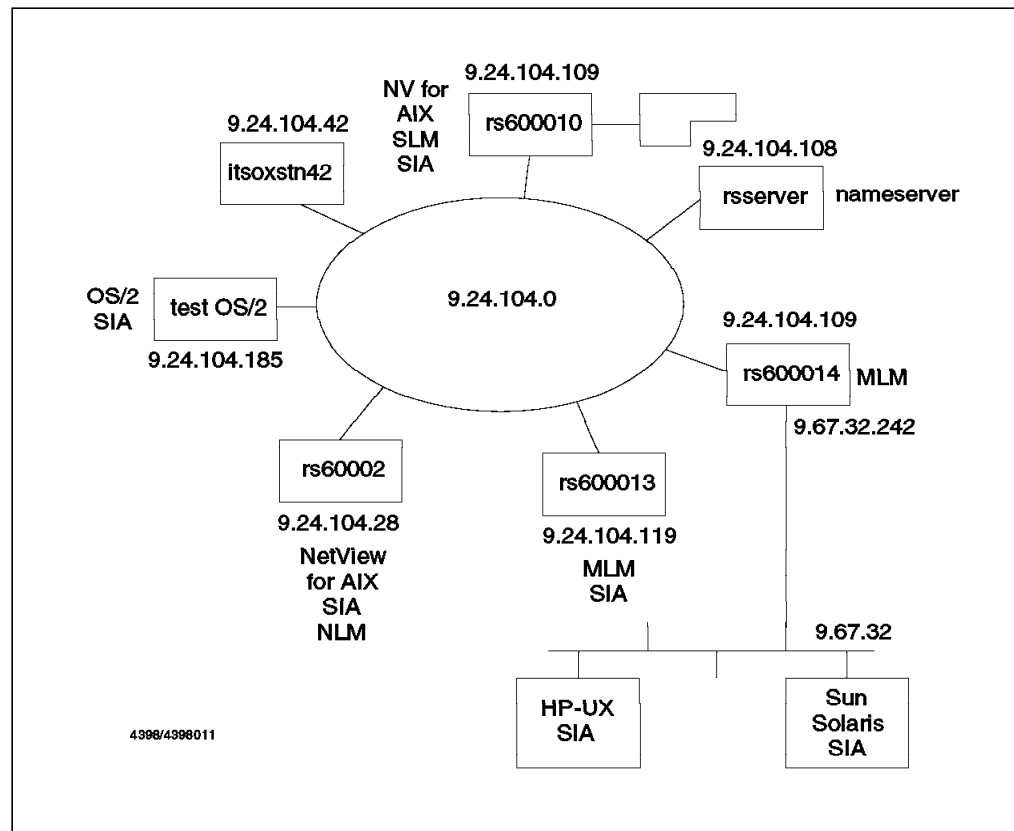 9.24.104.109
NV for
AIX
SLM
SIA
rs600010
9.24.104.42
itsoxstn42
9.24.104.108
rsserver
nameserver
OS/2
SIA
test OS/2
9.24.104.185
9.24.104.0
9.24.104.109
rs600014
MLM
9.67.32.242
rs60002
9.24.104.28
NetView
for AIX
SIA
NLM
rs600013
9.24.104.119
MLM
SIA
9.67.32
HP-UX
SIA
Sun
Solaris
SIA
4398/4398011